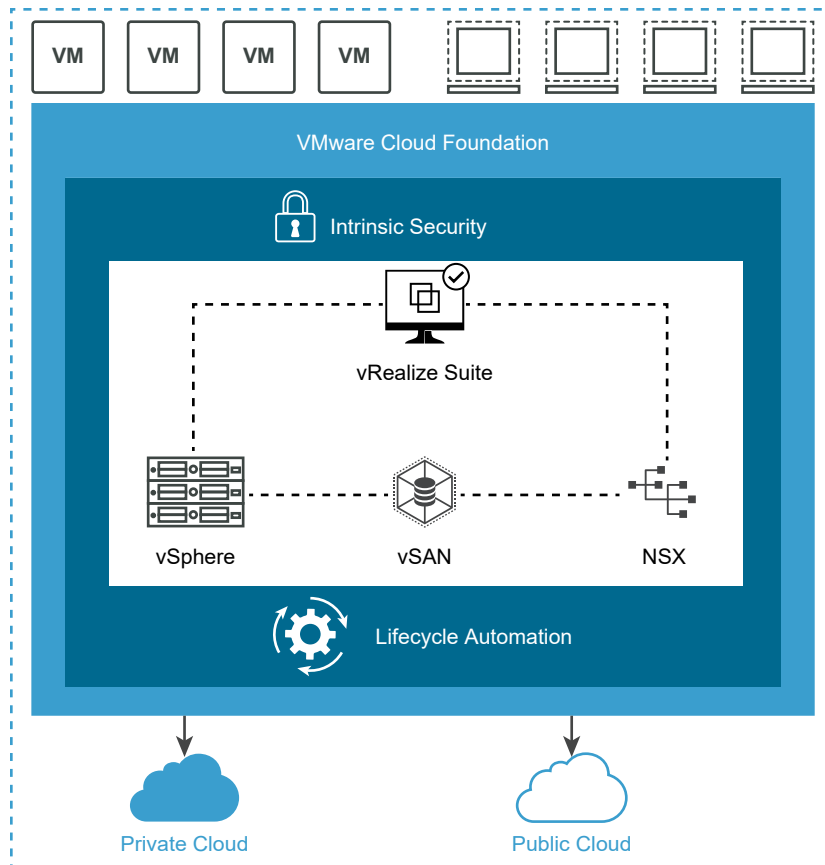 VM VM VM VM
VMware Cloud Foundation
Intrinsic Security
vRealize Suite
vSphere vSAN NSX
Lifecycle Automation
Private Cloud Public Cloud